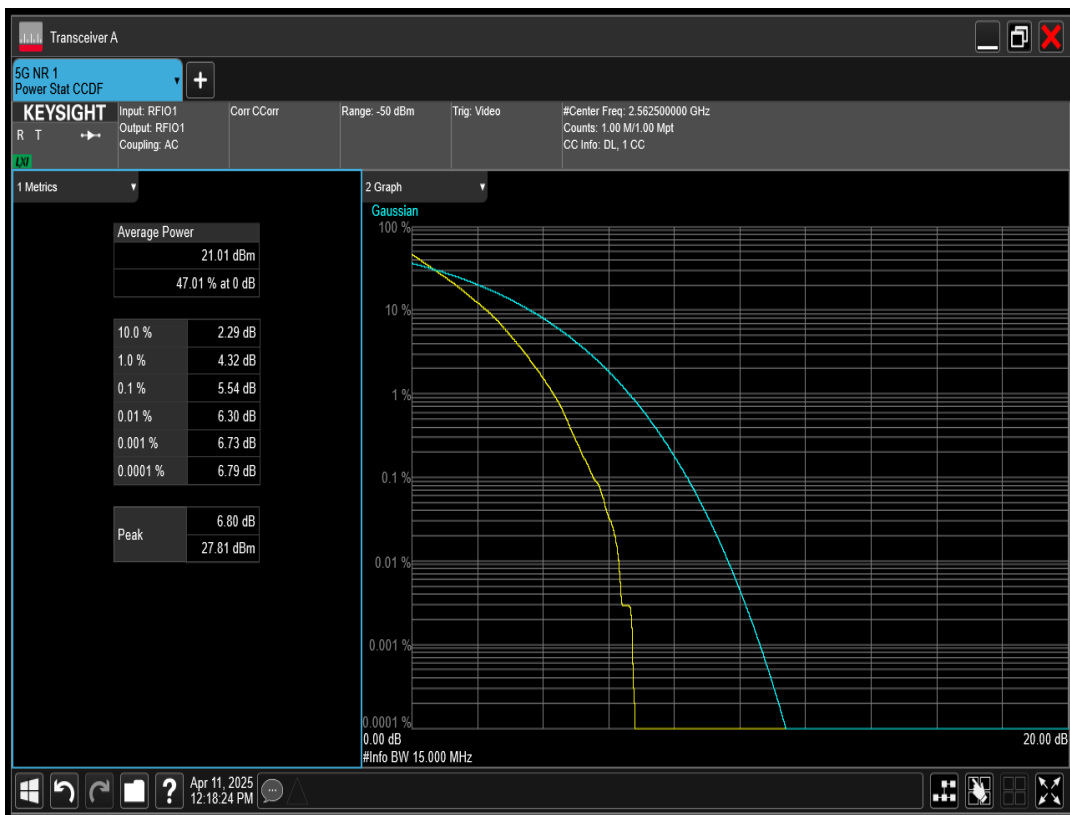 Transceiver A
5G NR 1
Power Stat CCDF
+
KEYSIGHT
R T
LXI
Input: RFIO1
Output: RFIO1
Coupling: AC
Corr CCorr
Range: -50 dBm
Trig: Video
#Center Freq: 2.562500000 GHz
Counts: 1.00 M/1.00 Mpt
CC Info: DL, 1 CC
1 Metrics
Average Power
21.01 dBm
47.01 % at 0 dB
10.0 % 2.29 dB
1.0 % 4.32 dB
0.1 % 5.54 dB
0.01 % 6.30 dB
0.001 % 6.73 dB
0.0001 % 6.79 dB
Peak 6.80 dB
27.81 dBm
2 Graph
Gaussian
100 %
10 %
1 %
0.1 %
0.01 %
0.001 %
0.0001 %
0.00 dB 20.00 dB
#Info BW 15.000 MHz
?
Apr 11, 2025
12:18:24 PM